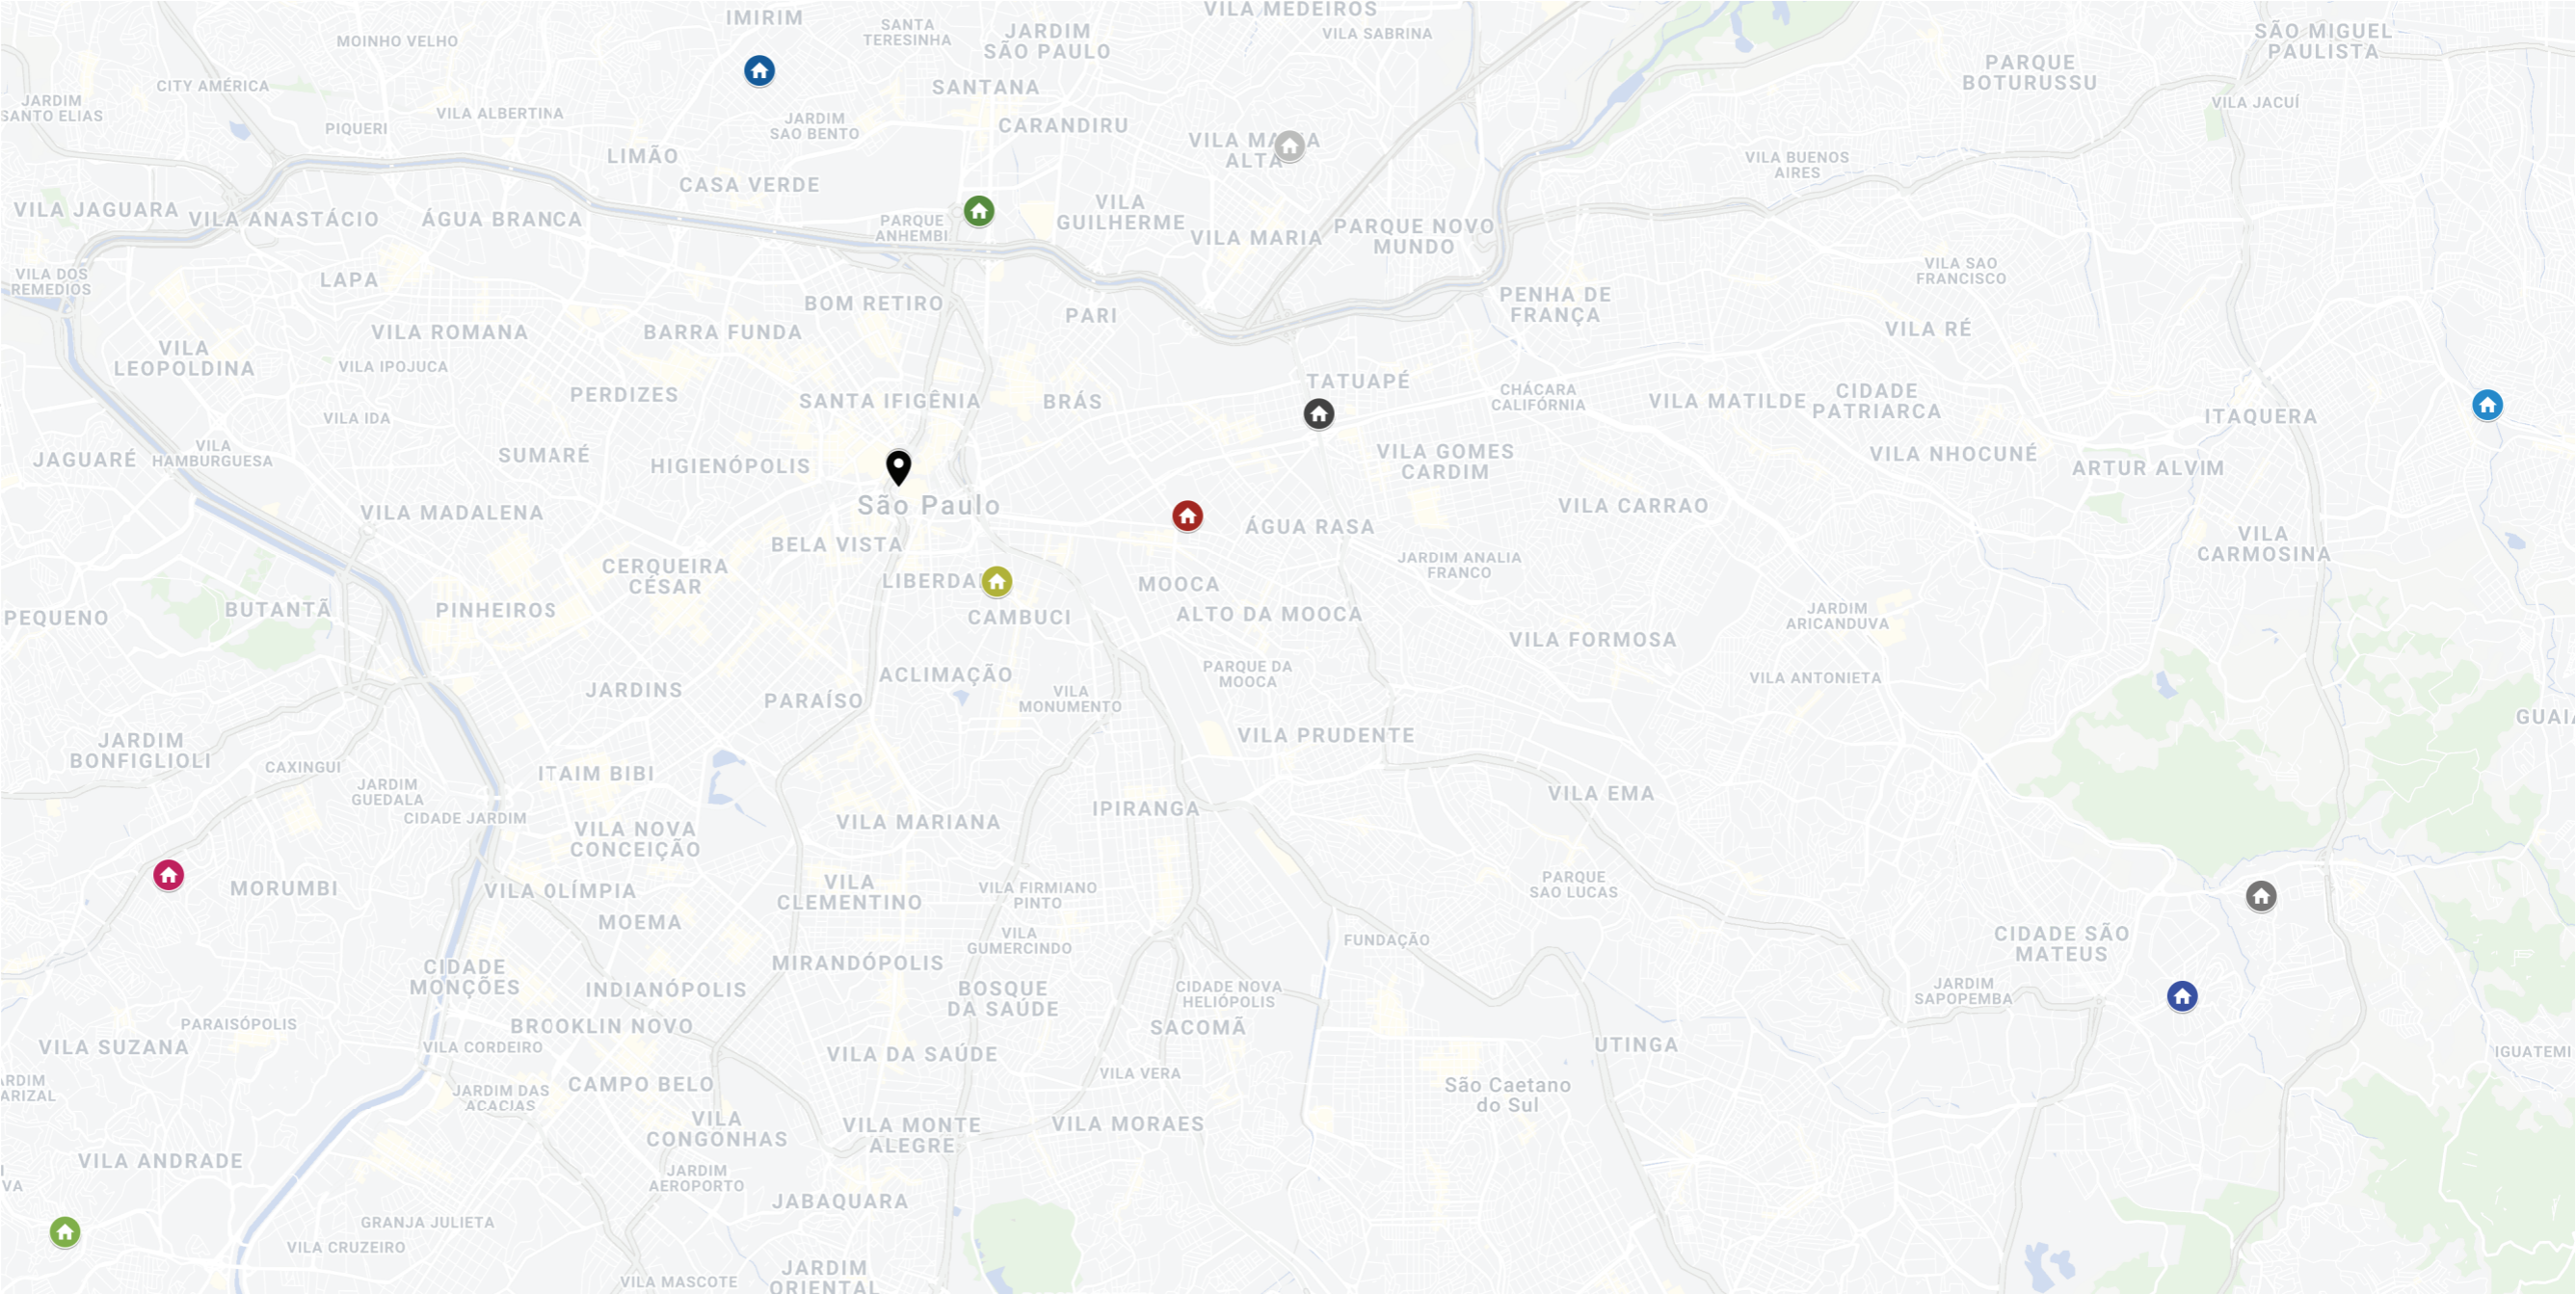 IMIRIM
SANTA
TERESINHA
JARDIM
SÃO PAULO
VILA MEDEIROS
VILA SABRINA
SÃO MIGUEL
PAULISTA
MOINHO VELHO
PARQUE
BOTURUSSU
CITY AMÉRICA
SANTANA
JARDIM
SANTO ELIAS
VILA JACUÍ
VILA ALBERTINA
PIQUERI
JARDIM
SAO BENTO
CARANDIRU
VILA
ALTA
LIMÃO
VILA BUENOS
AIRES
CASA VERDE
VILA JAGUARA
VILA ANASTÁCIO
ÁGUA BRANCA
PARQUE
ANHEMBI
VILA
GUILHERME
VILA MARIA
PARQUE NOVO
MUNDO
VILA DOS
REMEDIOS
LAPA
VILA SAO
FRANCISCO
BOM RETIRO
PARI
PENHA DE
FRANÇA
VILA ROMANA
BARRA FUNDA
VILA RÉ
VILA
LEOPOLDINA
VILA IPOJUCA
PERDIZES
SANTA IFIGÊNIA
BRÁS
TATUAPÉ
CHÁCARA
CALIFÓRNIA
VILA MATILDE
CIDADE
PATRIARCA
VILA IDA
ITAQUERA
JAGUARÉ
VILA
HAMBURGUESA
SUMARÉ
HIGIENÓPOLIS
VILA GOMES
CARDIM
VILA NHOCUNÉ
ARTUR ALVIM
São Paulo
VILA MADALENA
VILA CARRAO
ÁGUA RASA
BELA VISTA
VILA
CARMOSINA
CERQUEIRA
CÉSAR
JARDIM ANALIA
FRANCO
LIBERDA
MOOCA
PEQUENO
BUTANTÃ
PINHEIROS
CAMBUCI
ALTO DA MOOCA
JARDIM
ARICANDUVA
VILA FORMOSA
ACLIMAÇÃO
PARQUE DA
MOOCA
VILA ANTONIETA
JARDINS
PARAÍSO
VILA
MONUMENTO
GUAIA
VILA PRUDENTE
JARDIM
BONFIGLIOLI
CAXINGUI
ITAIM BIBI
JARDIM
GUEDALA
VILA EMA
CIDADE JARDIM
IPIRANGA
VILA NOVA
CONCEIÇÃO
VILA MARIANA
MORUMBI
VILA OLÍMPIA
VILA
CLEMENTINO
VILA FIRMIANO
PINTO
PARQUE
SAO LUCAS
MOEMA
VILA
GUMERCINDO
FUNDAÇÃO
CIDADE SÃO
MATEUS
CIDADE
MONÇÕES
MIRANDÓPOLIS
INDIANÓPOLIS
BOSQUE
DA SAÚDE
CIDADE NOVA
HELIÓPOLIS
JARDIM
SAPOPEMBA
PARAISÓPOLIS
BROOKLIN NOVO
SACOMÃ
VILA SUZANA
VILA CORDEIRO
VILA DA SAÚDE
UTINGA
IGUATEMI
VILA VERA
ARDIM
ARIZAL
JARDIM DAS
ACACIAS
CAMPO BELO
São Caetano
do Sul
VILA
CONGONHAS
VILA MONTE
ALEGRE
VILA MORAES
VILA ANDRADE
VA
JARDIM
AEROPORTO
JABAQUARA
GRANJA JULIETA
VILA CRUZEIRO
VILA MASCOTE
JARDIM
ORIENTAL